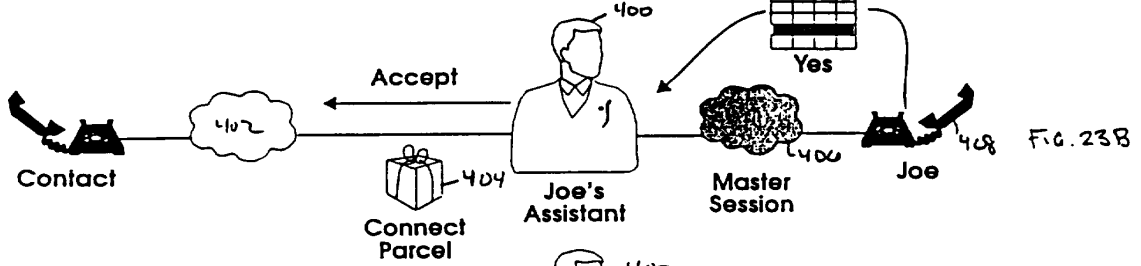 400
Yes
Accept
402
408
FIG. 23B
Contact
404
406
Joe
Joe's
Assistant
Master
Session
Connect
Parcel